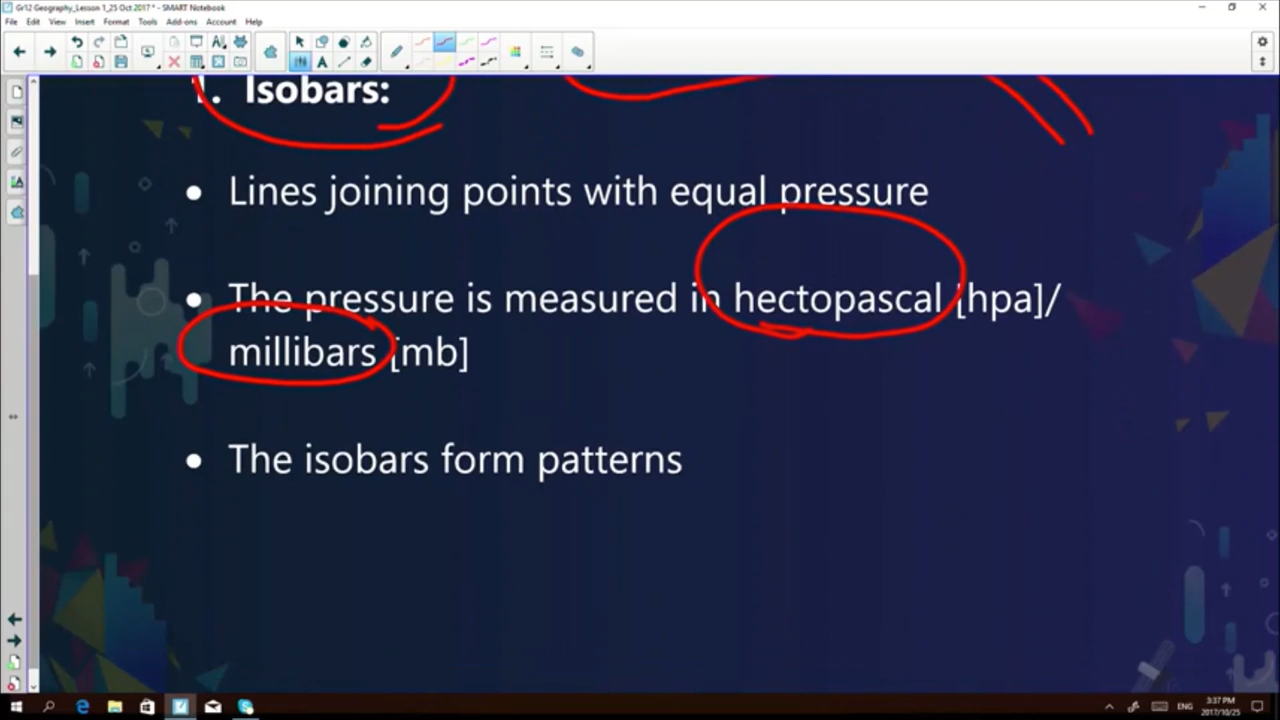 Gr12 Geography_Lesson 1_25 Oct 2017 * - SMART Notebook
File Edit View Insert Format Tools Add-ons Account Help
1. Isobars:
• Lines joining points with equal pressure
• The pressure is measured in hectopascal [hpa]/
millibars [mb]
• The isobars form patterns
ENG
3:37 PM
2017/10/25